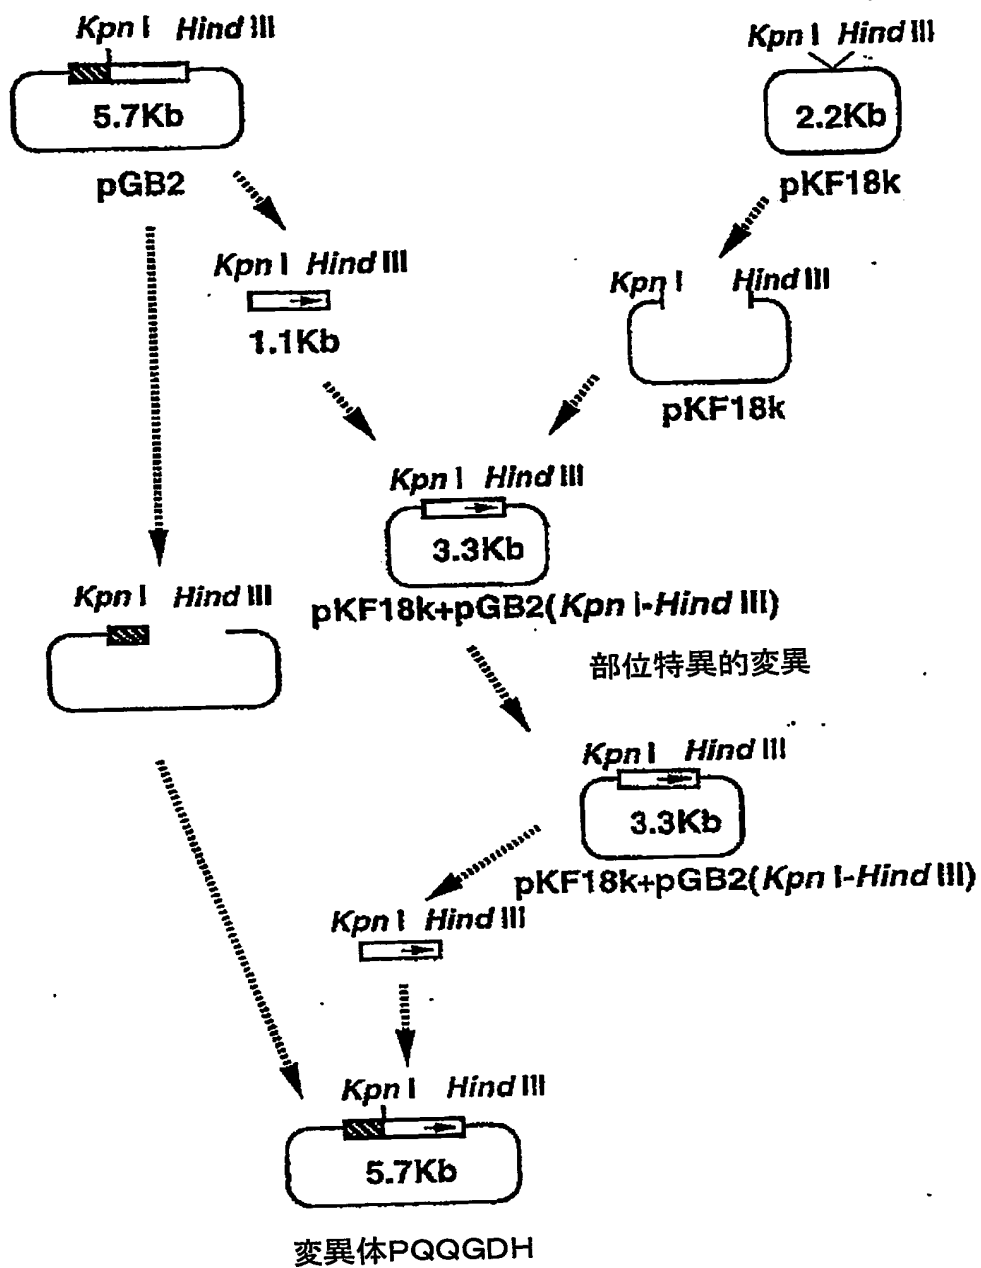 Kpn I Hind III
5.7Kb
pGB2
Kpn I Hind III
2.2Kb
pKF18k
Kpn I Hind III
1.1Kb
Kpn I Hind III
pKF18k
Kpn I Hind III
3.3Kb
pKF18k+pGB2(Kpn I-Hind III)
Kpn I Hind III
部位特異的変異
Kpn I Hind III
3.3Kb
pKF18k+pGB2(Kpn I-Hind III)
Kpn I Hind III
Kpn I Hind III
5.7Kb
変異体PQQGDH